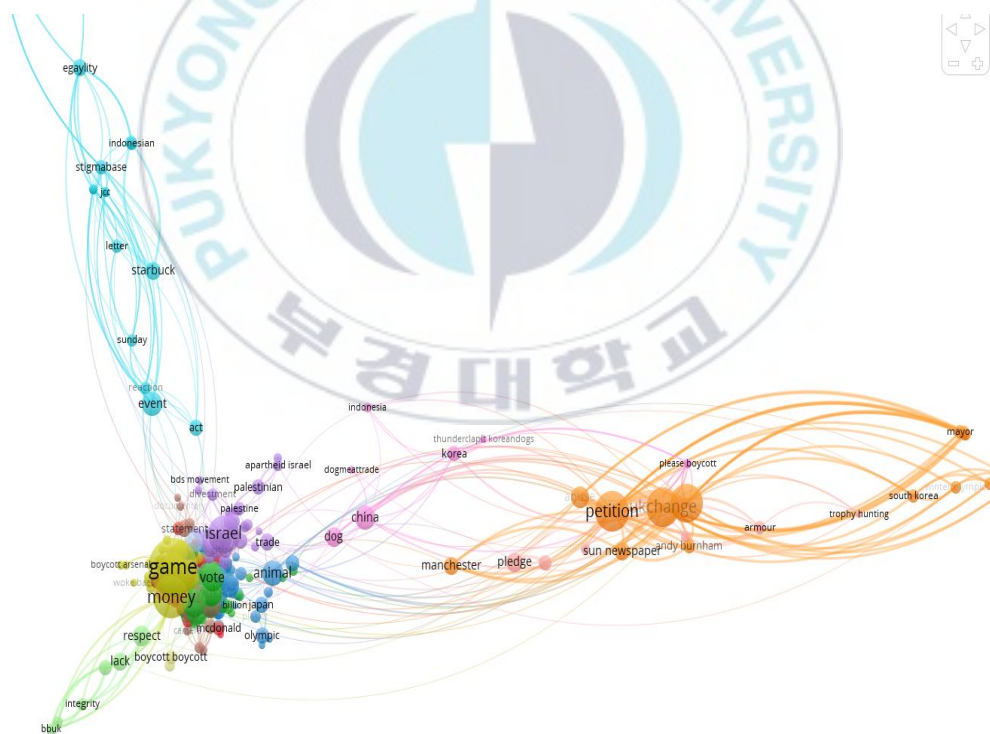 PUKYONG
UNIVERSITY
부경대학교
egaylity
indonesian
stigmabase
jcc
letter
starbuck
sunday
reaction
event
act
indonesia
thunderclapit koreandogs
korea
mayor
apartheid israel
dogmeattrade
please boycott
bds movement
palestinian
divestment
south korea
palestine
petition
change
trophy hunting
statement
israel
china
armour
trade
dog
sun newspaper
andy burnham
boycott arsenal
game
vote
animal
manchester
pledge
money
billion
japan
mcdonald
olympic
respect
lack
boycott boycott
integrity
bbuk